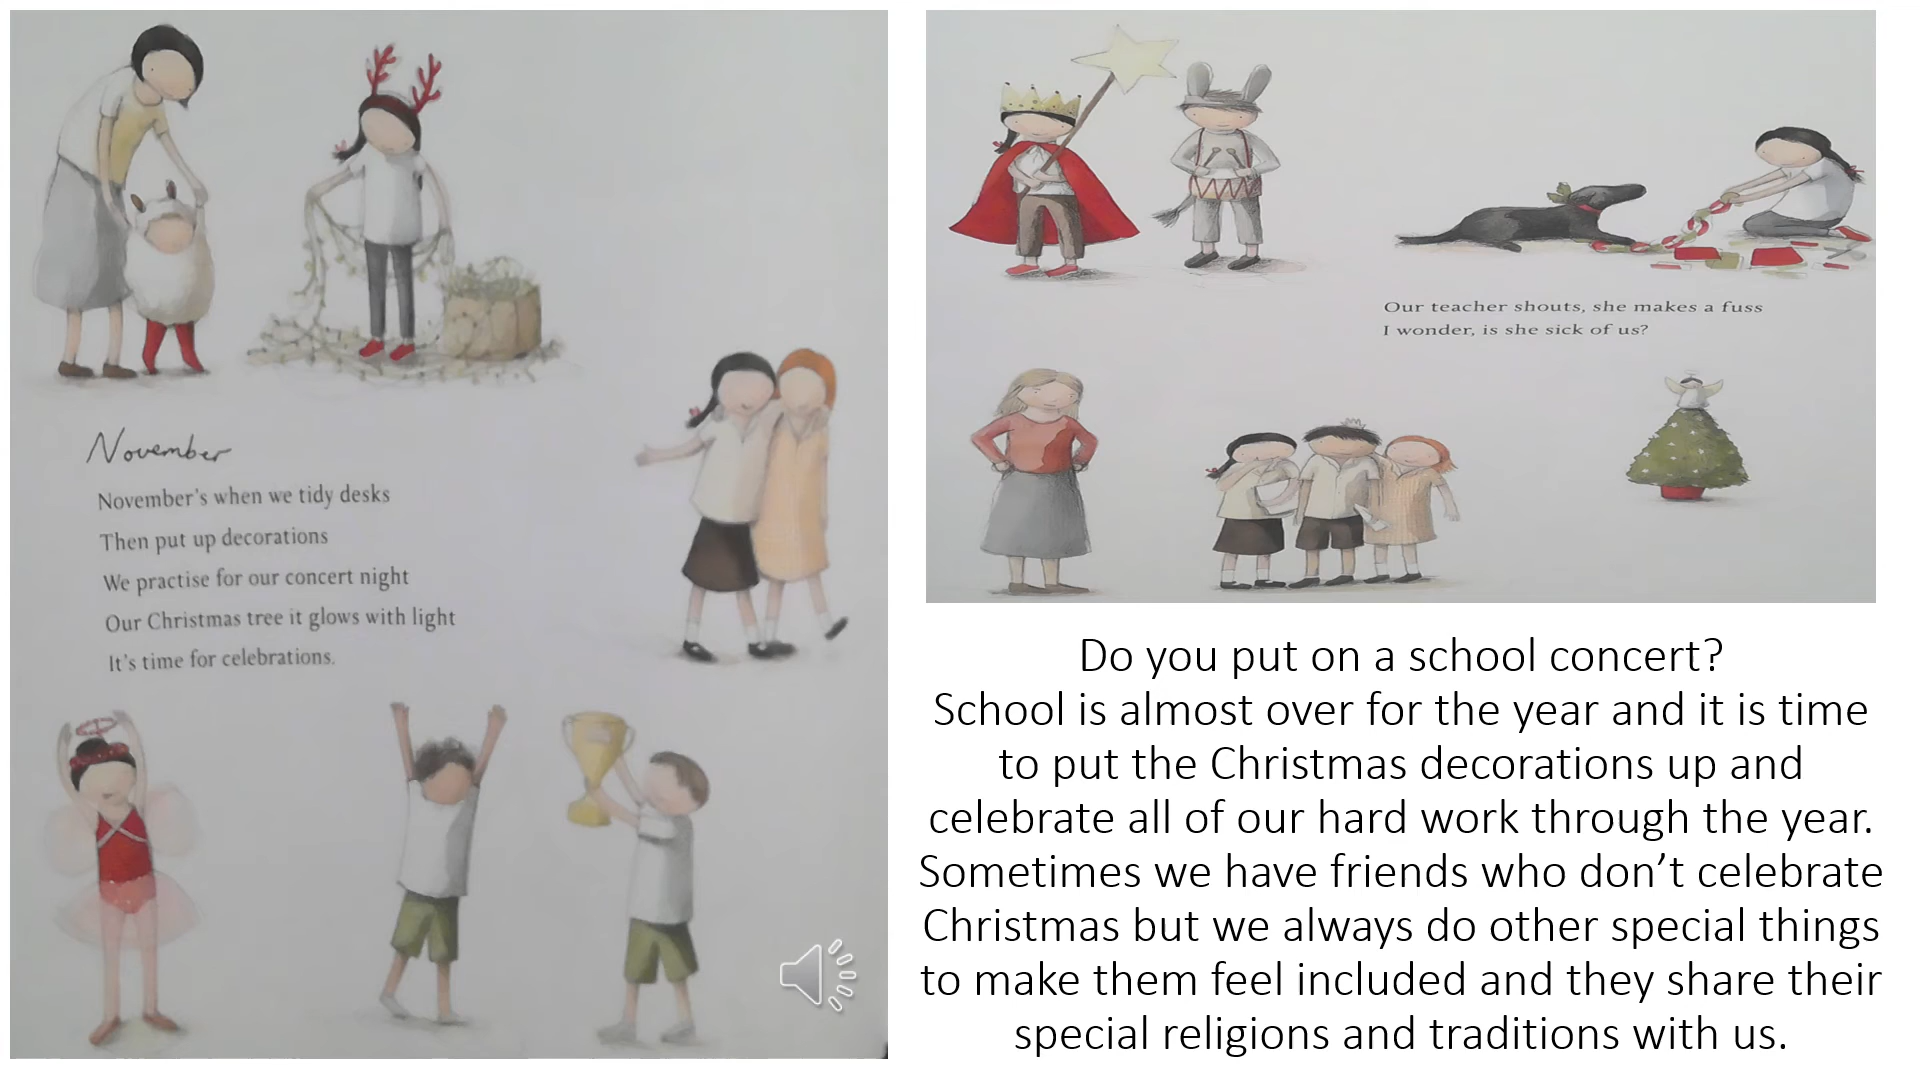 November
November's when we tidy desks
Then put up decorations
We practise for our concert night
Our Christmas tree it glows with light
It's time for celebrations.
Our teacher shouts, she makes a fuss
I wonder, is she sick of us?
Do you put on a school concert?
School is almost over for the year and it is time
to put the Christmas decorations up and
celebrate all of our hard work through the year.
Sometimes we have friends who don’t celebrate
Christmas but we always do other special things
to make them feel included and they share their
special religions and traditions with us.